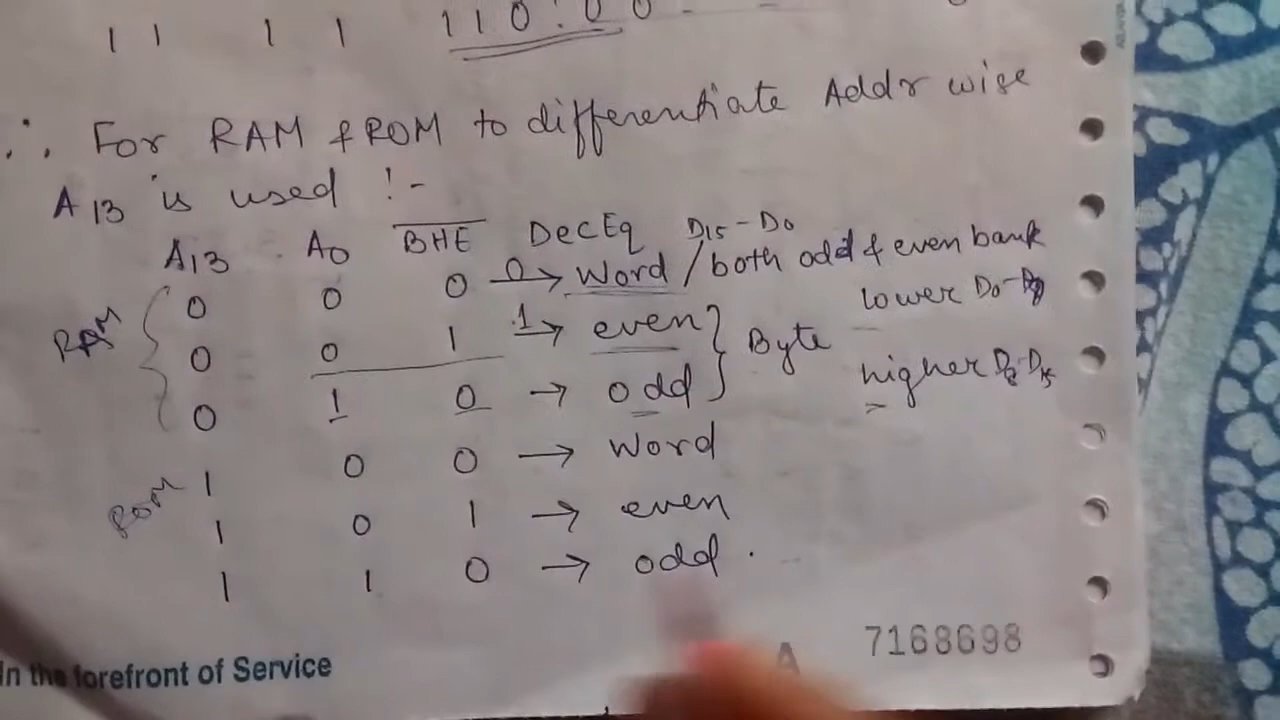 1 1 1 1 110:00
∴ For RAM & ROM to differentiate Addr wise
A13 is used :-
A13 A0 B̅H̅E̅ DecEq D15-D0
RAM 0 0 0 0→ Word / both odd & even bank
lower D0-
0 0 1 1→ even } Byte
0 1 0 → odd higher D8-D15
ROM 1 0 0 → Word
1 0 1 → even
1 1 0 → odd.
In the forefront of Service A 7168698